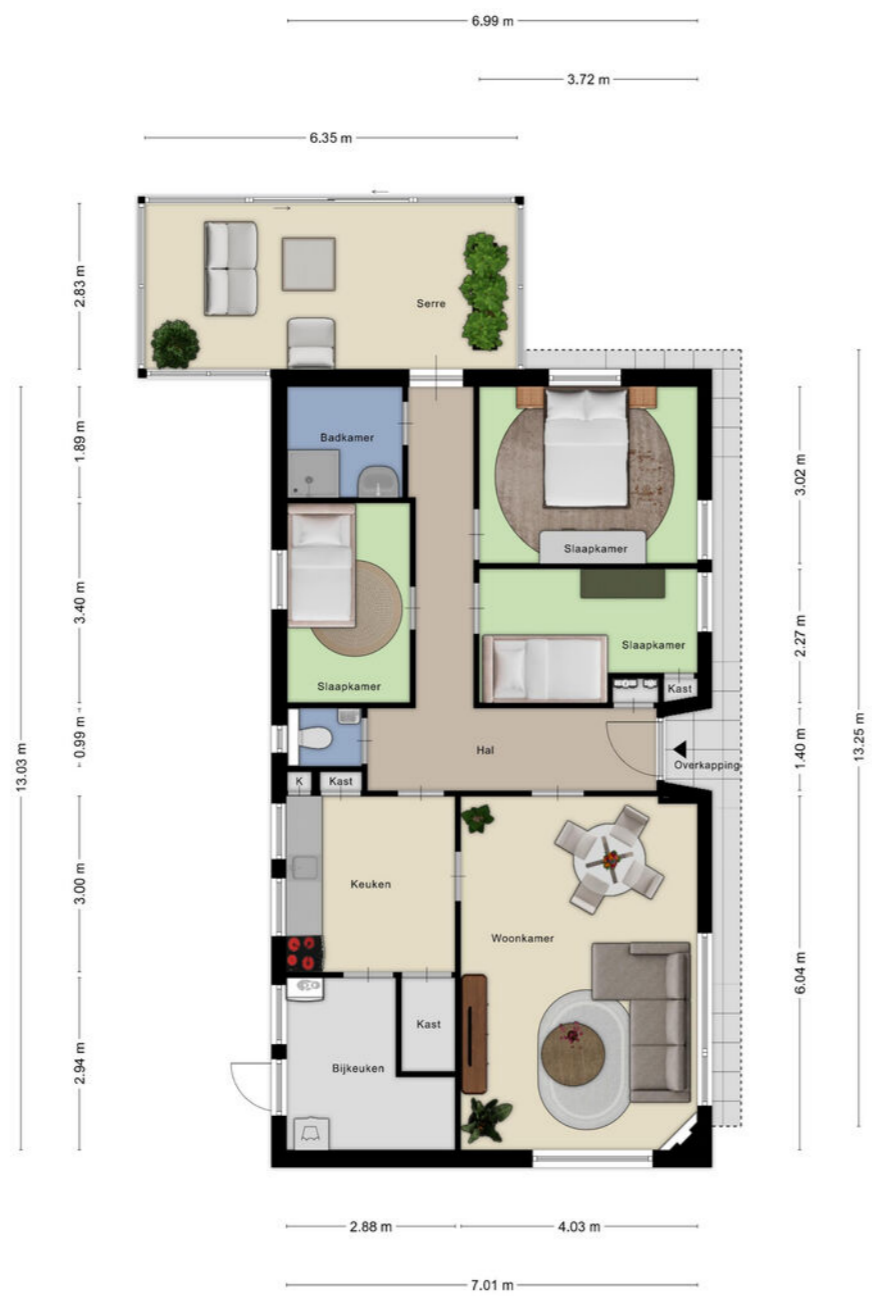 6.99 m
3.72 m
6.35 m
2.83 m
Serre
1.89 m
Badkamer
3.02 m
Slaapkamer
3.40 m
2.27 m
Slaapkamer
Slaapkamer
Kast
0.99 m
Hal
1.40 m
Overkapping
13.03 m
13.25 m
K
Kast
3.00 m
Keuken
Woonkamer
6.04 m
Kast
2.94 m
Bijkeuken
2.88 m
4.03 m
7.01 m